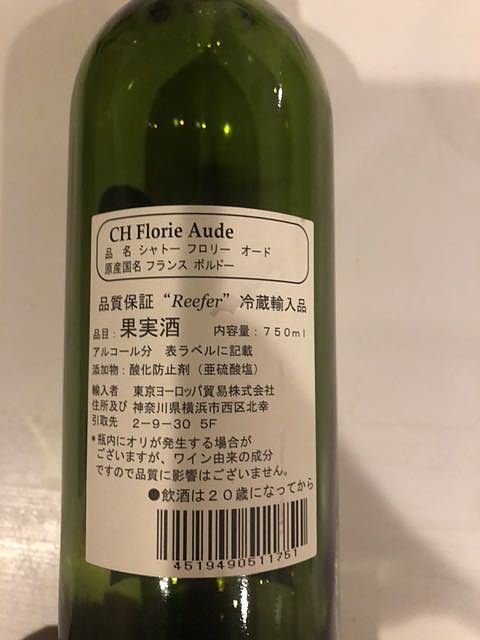 CH Florie Aude
品 名 シャトー フロリー オード
原産国名 フランス ボルドー
品質保証 “Reefer” 冷蔵輸入品
品目：果実酒 内容量：750ml
アルコール分 表ラベルに記載
添加物：酸化防止剤（亜硫酸塩）
輸入者 東京ヨーロッパ貿易株式会社
住所及び 神奈川県横浜市西区北幸
引取先 2-9-30 5F
*瓶内にオリが発生する場合が
ございますが、ワイン由来の成分
ですので品質に影響はございません。
●飲酒は20歳になってから
4519490511751